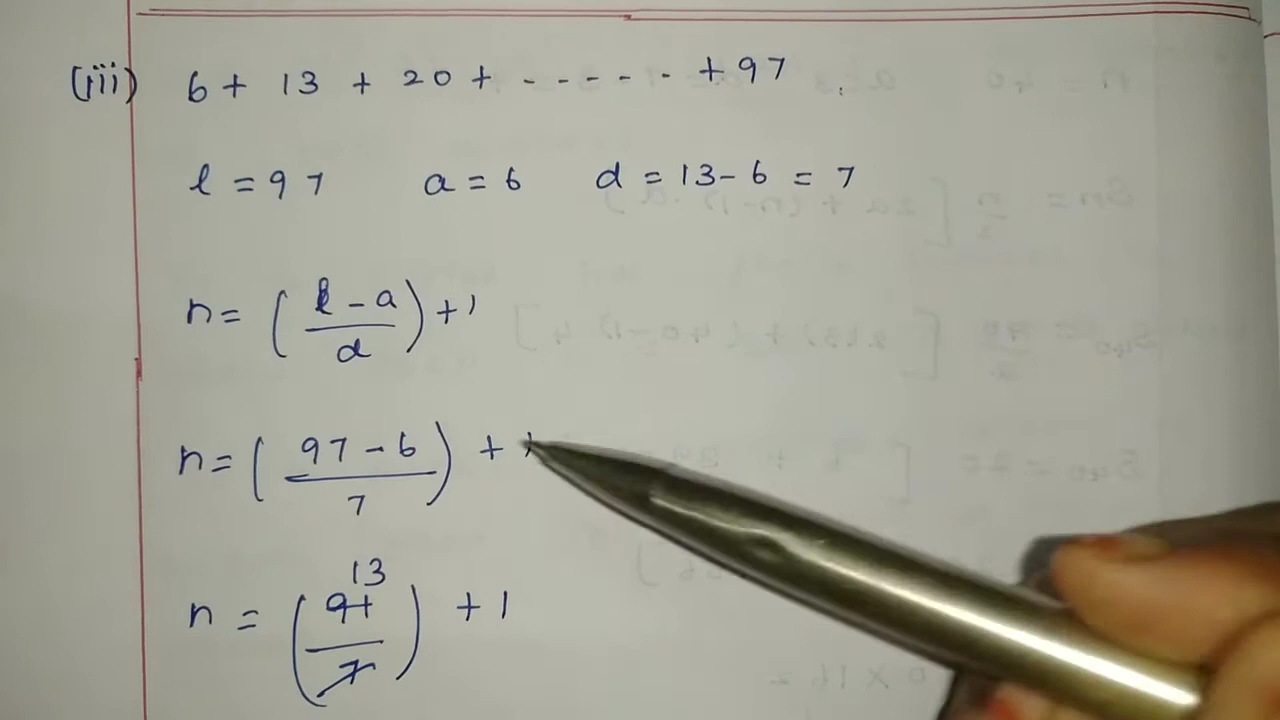 (iii) 6 + 13 + 20 + - - - - - - + 97.
l = 97 a = 6 d = 13 - 6 = 7
n = ( l - a / d ) + 1
n = ( 97 - 6 / 7 ) + 1
13
n = ( 91 / 7 ) + 1